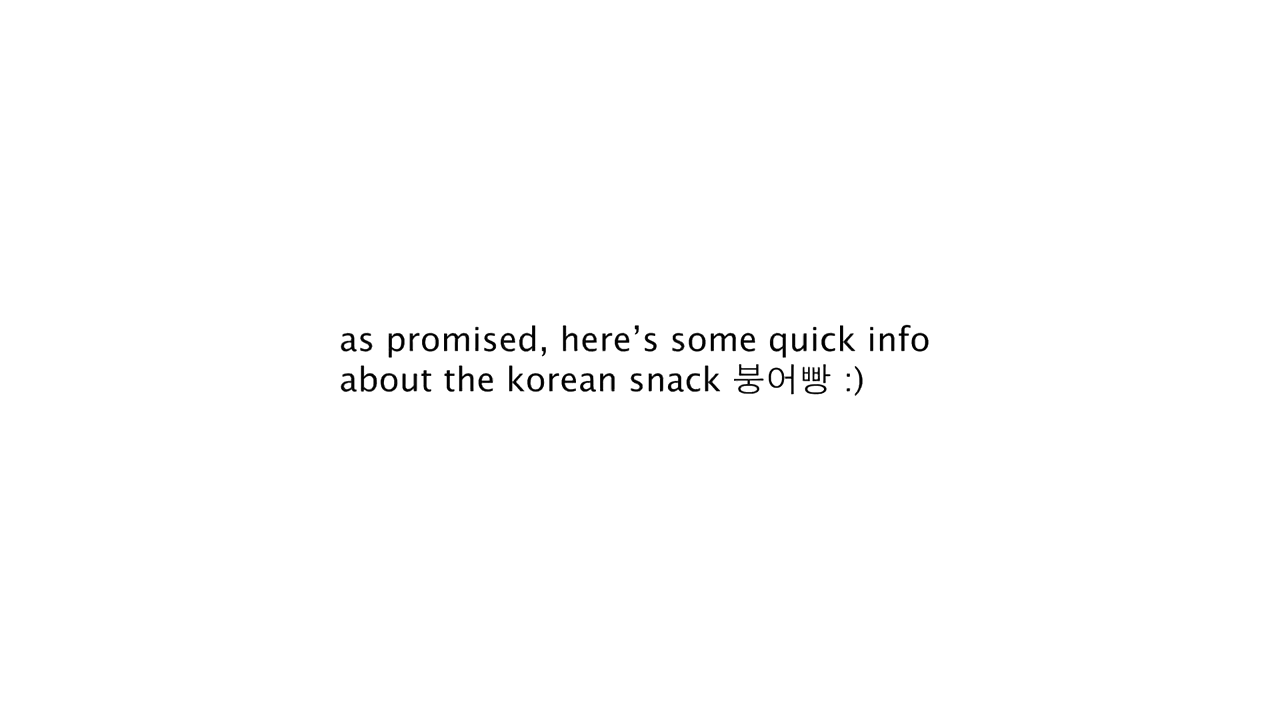 as promised, here’s some quick info
about the korean snack 붕어빵 :)